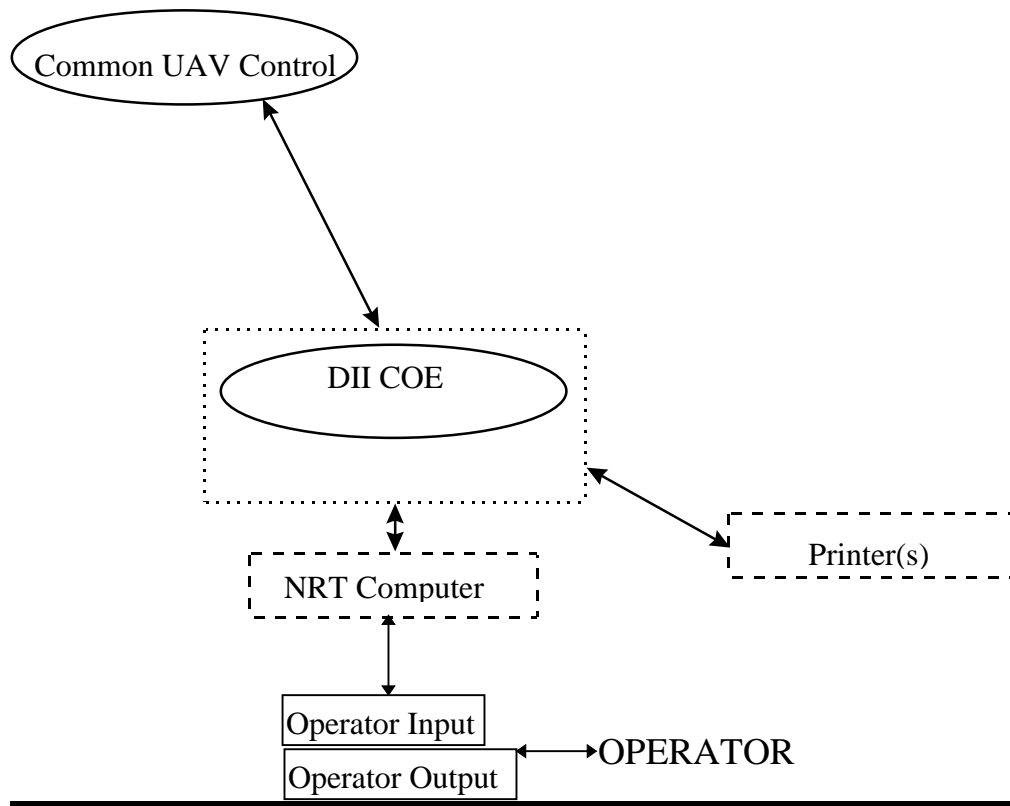 Common UAV Control
DII COE
Printer(s)
NRT Computer
Operator Input
OPERATOR
Operator Output